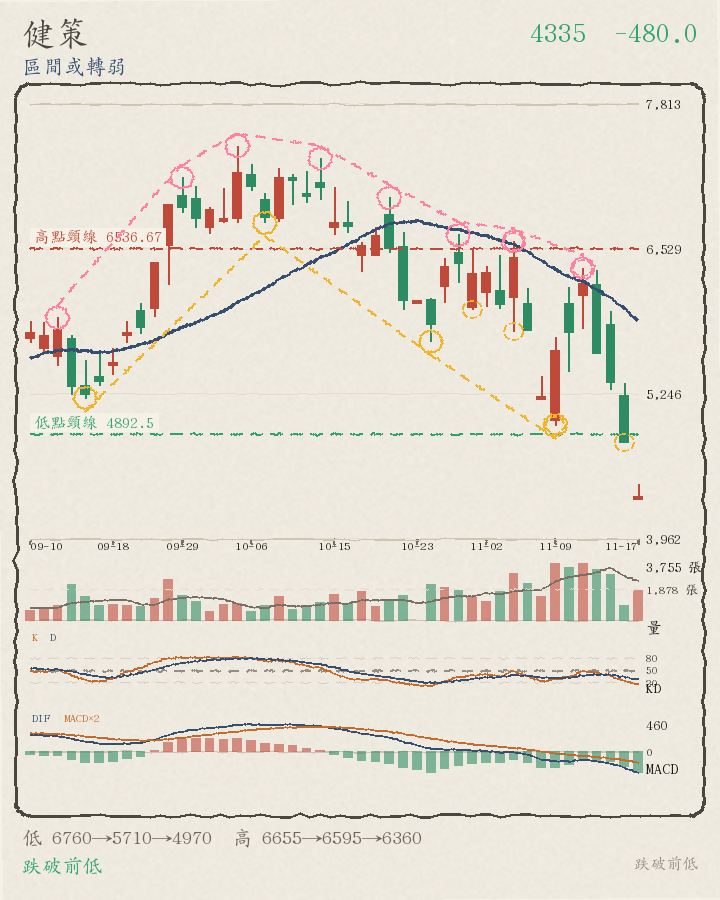 健策
4335 -480.0
區間或轉弱
7,813
高點頸線 6536.67
6,529
5,246
低點頸線 4892.5
3,962
09-10 09-18 09-29 10-06 10-15 10-23 11-02 11-09 11-17
3,755 張
1,878 張
量
K D
80
50
20
KD
DIF MACD×2
460
0
MACD
低 6760→5710→4970 高 6655→6595→6360
跌破前低
跌破前低